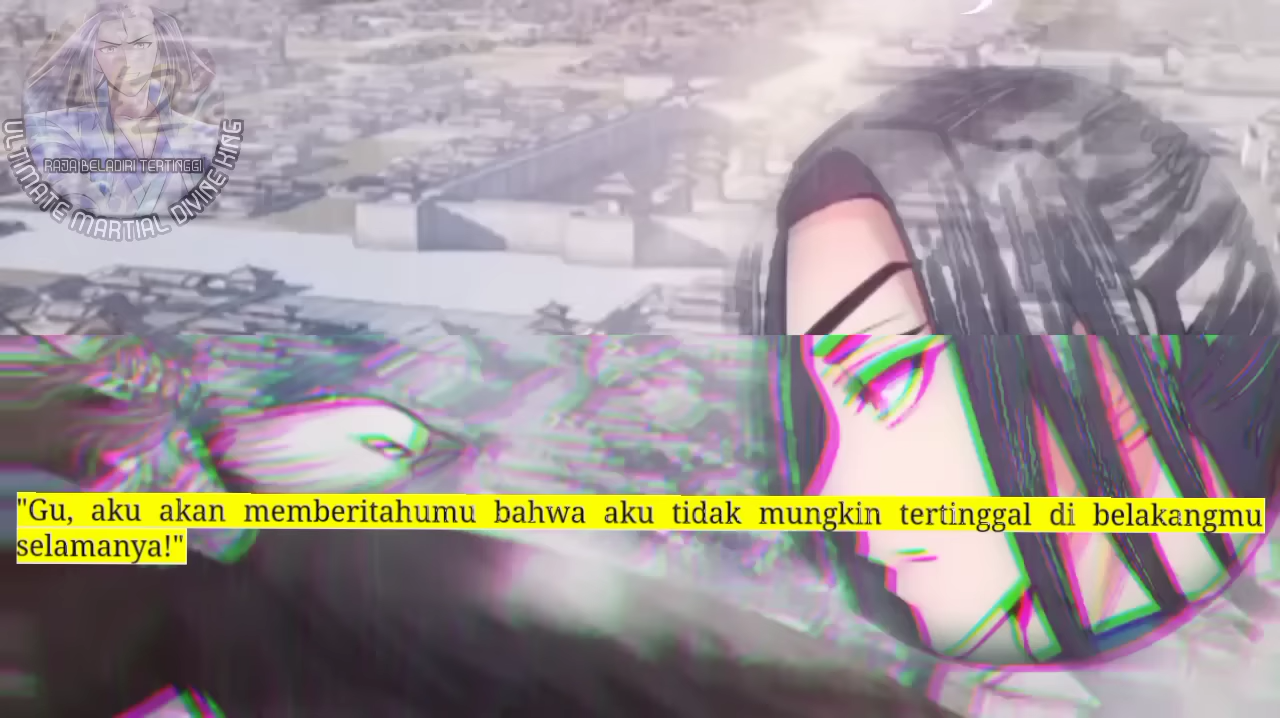 RAJA BELADIRI TERTINGGI
ULTIMATE MARTIAL DIVINE KING
"Gu, aku akan memberitahumu bahwa aku tidak mungkin tertinggal di belakangmu
selamanya!"